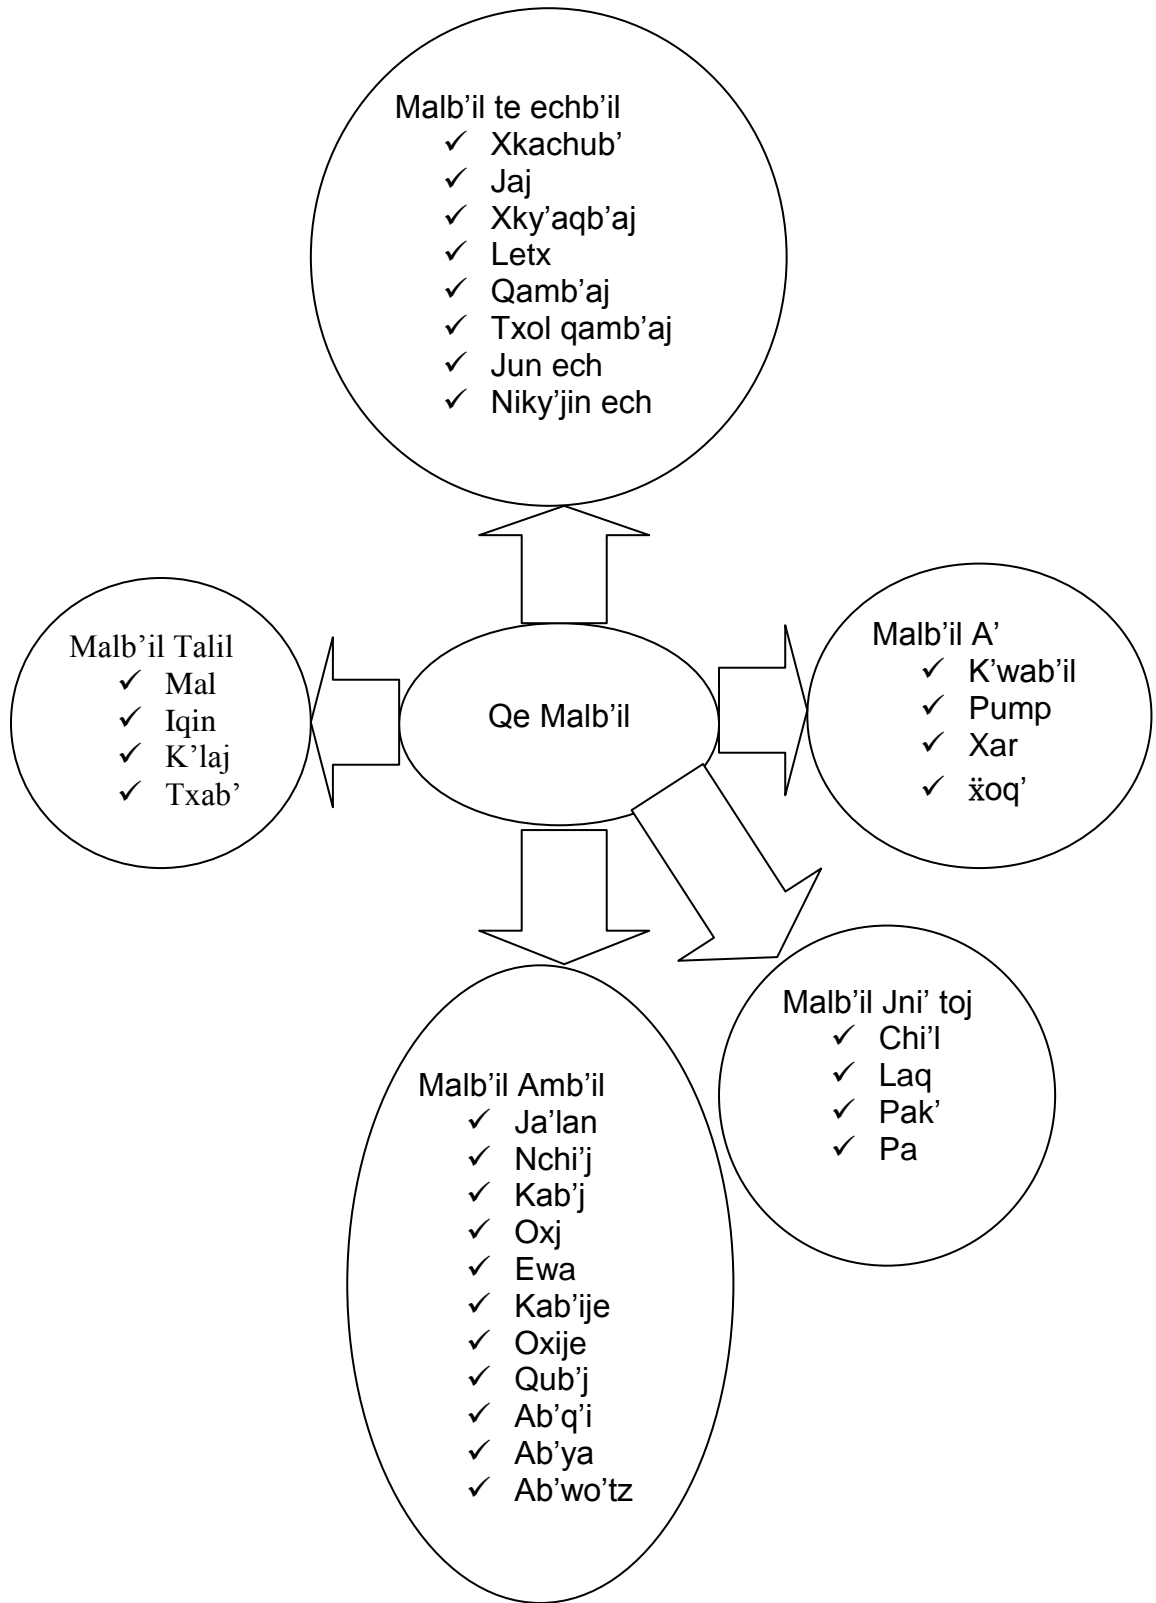 Malb’il te echb’il
✓ Xkachub’
✓ Jaj
✓ Xky’aqb’aj
✓ Letx
✓ Qamb’aj
✓ Txol qamb’aj
✓ Jun ech
✓ Niky’jin ech
Malb’il Talil
✓ Mal
✓ Iqin
✓ K’laj
✓ Txab’
Qe Malb’il
Malb’il A’
✓ K’wab’il
✓ Pump
✓ Xar
✓ ẍoq’
Malb’il Jni’ toj
✓ Chi’l
✓ Laq
✓ Pak’
✓ Pa
Malb’il Amb’il
✓ Ja’lan
✓ Nchi’j
✓ Kab’j
✓ Oxj
✓ Ewa
✓ Kab’ije
✓ Oxije
✓ Qub’j
✓ Ab’q’i
✓ Ab’ya
✓ Ab’wo’tz